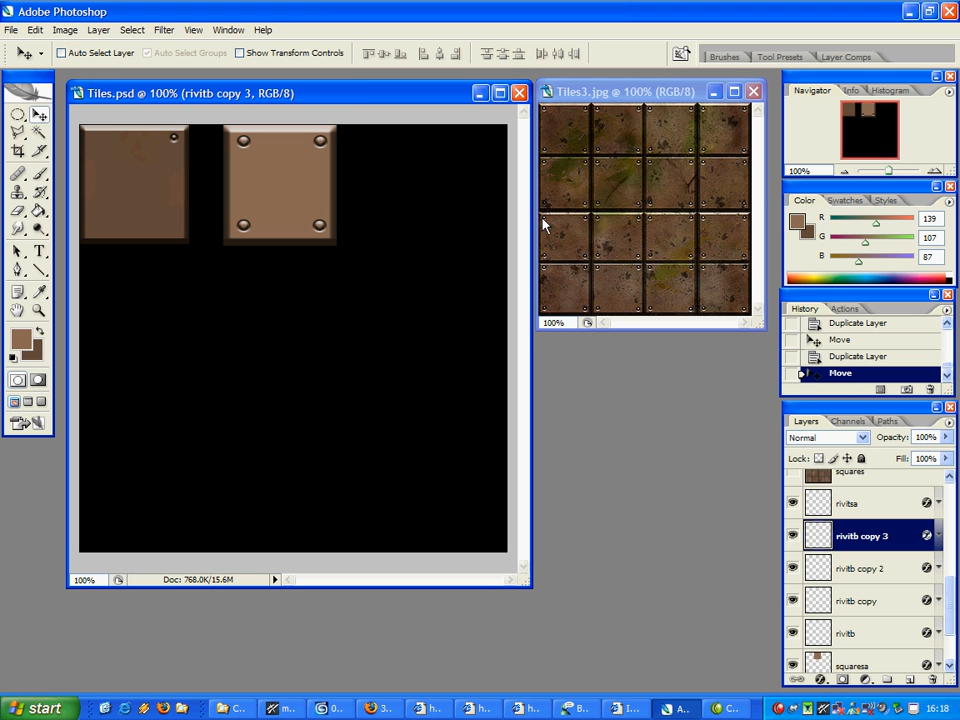 Adobe Photoshop
File Edit Image Layer Select Filter View Window Help
Auto Select Layer Auto Select Groups Show Transform Controls
Brushes Tool Presets Layer Comps
Tiles.psd @ 100% (rivitb copy 3, RGB/8)
Tiles3.jpg @ 100% (RGB/8)
Navigator Info Histogram
100%
Color Swatches Styles
R 139
G 107
B 87
100%
History Actions
Duplicate Layer
Move
Duplicate Layer
Move
Layers Channels Paths
Normal Opacity: 100%
Lock: Fill: 100%
squares
rivitsa
rivitb copy 3
rivitb copy 2
rivitb copy
rivitb
squaresa
100% Doc: 768.0K/15.6M
start C... m... 0... 3... h... h... h... B... I... A... C... 16:18